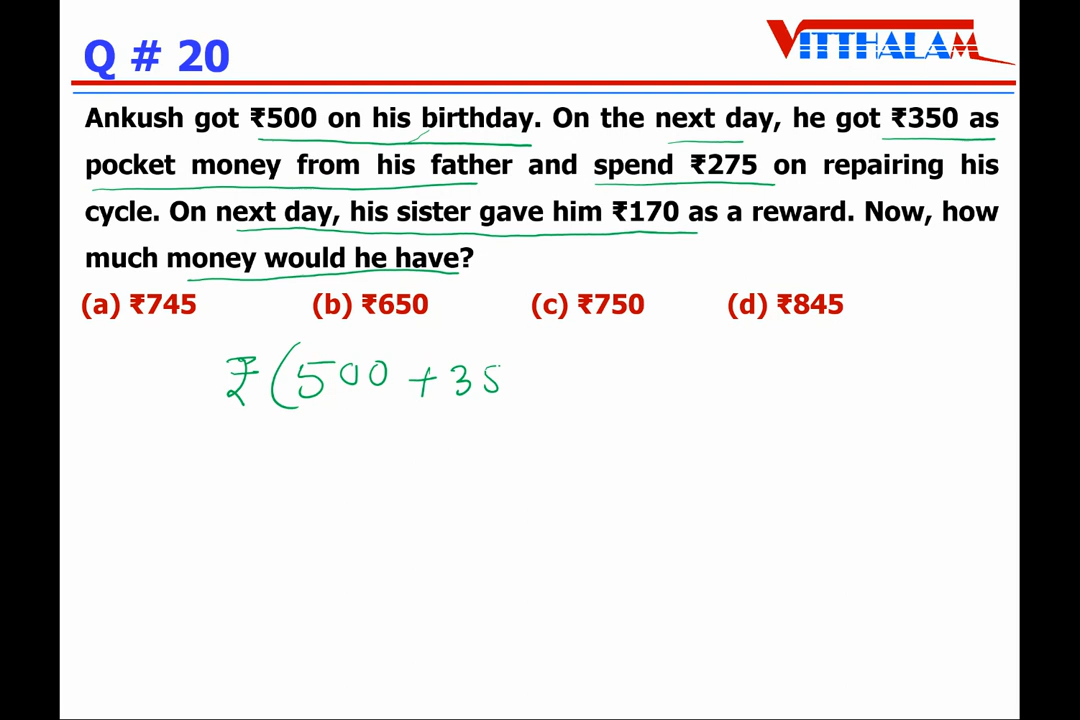 Q # 20
VITTHALAM
Ankush got ₹500 on his birthday. On the next day, he got ₹350 as
pocket money from his father and spend ₹275 on repairing his
cycle. On next day, his sister gave him ₹170 as a reward. Now, how
much money would he have?
(a) ₹745 (b) ₹650 (c) ₹750 (d) ₹845
₹(500 + 35